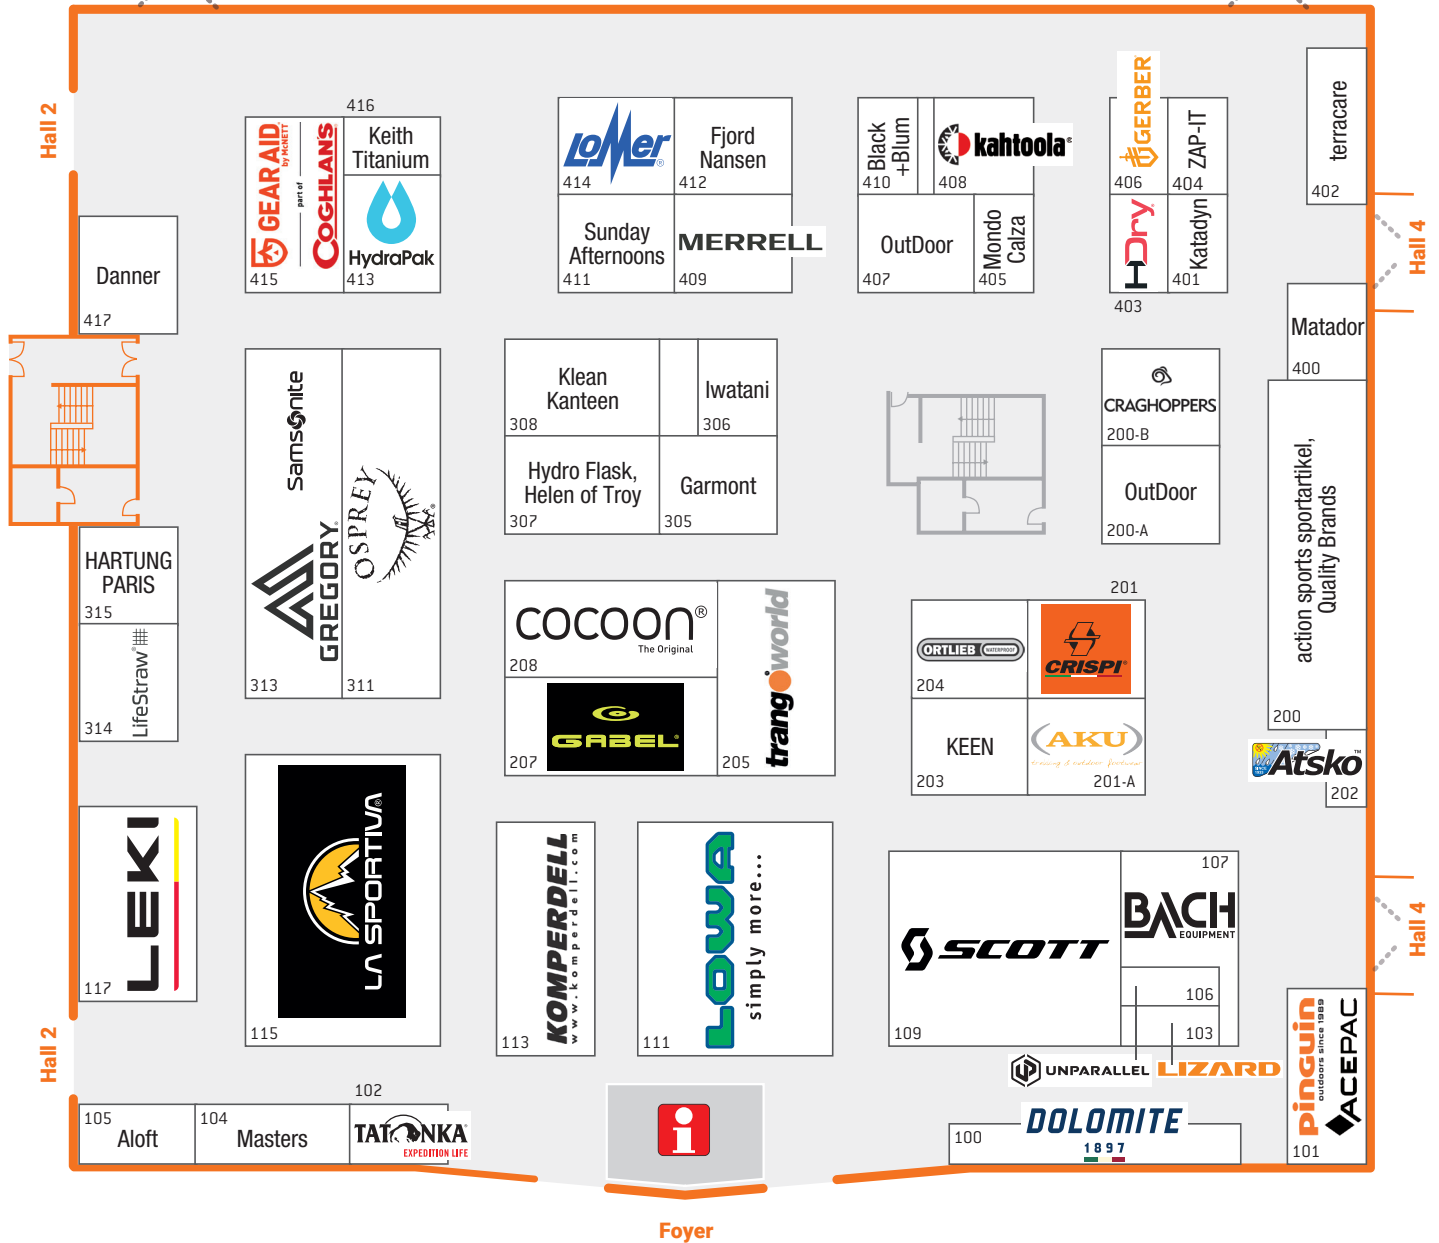 Hall 2
416
GEAR AID
by McNETT
part of
COGHLAN'S
415
Keith
Titanium
HydraPak
413
LOMER®
414
Fjord
Nansen
412
Sunday
Afternoons
411
MERRELL
409
Black
+Blum
410
kahtoola®
408
OutDoor
407
Mondo
Calza
405
GERBER
406
ZAP-IT
404
HDry®
403
Katadyn
401
terracare
402
Hall 4
Danner
417
Matador
400
Samsonite
GREGORY
313
OSPREY
311
Klean
Kanteen
308
Iwatani
306
Hydro Flask,
Helen of Troy
307
Garmont
305
CRAGHOPPERS
200-B
OutDoor
200-A
action sports sportartikel,
Quality Brands
200
HARTUNG
PARIS
315
LifeStraw®
314
cocoon®
The Original
208
GABEL®
207
trangoworld
205
201
ORTLIEB
WATERPROOF
204
CRISPI®
KEEN
203
AKU
trekking & outdoor footwear
201-A
Atsko™
202
LEKI
117
LA SPORTIVA®
115
KOMPERDELL
www.komperdell.com
113
LOWA
simply more...
111
SCOTT
109
107
BACH
EQUIPMENT
106
103
UNPARALLEL
LIZARD
Hall 4
Hall 2
102
105
Aloft
104
Masters
TATONKA
EXPEDITION LIFE
i
100
DOLOMITE
1897
Pinguin
outdoors since 1989
ACEPAC
101
Foyer